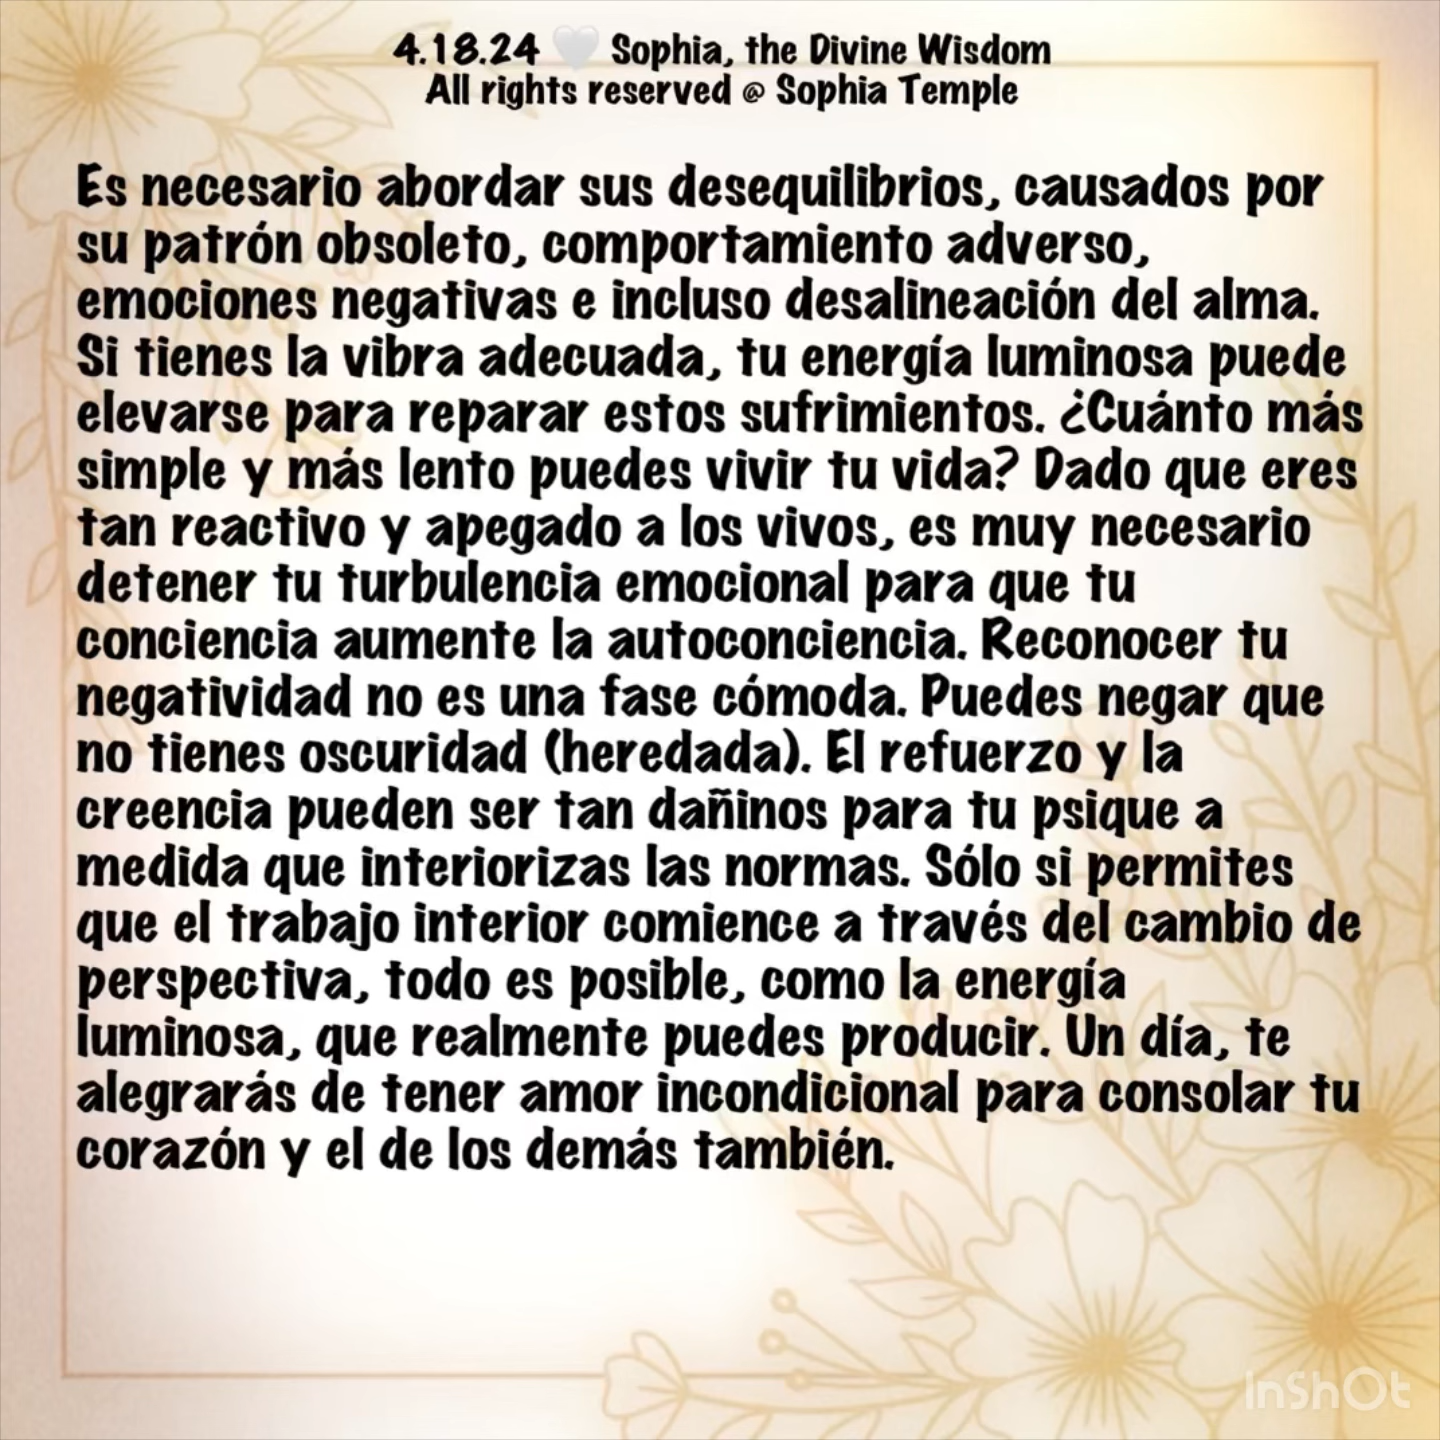 4.18.24 🤍 Sophia, the Divine Wisdom
All rights reserved @ Sophia Temple
Es necesario abordar sus desequilibrios, causados por
su patrón obsoleto, comportamiento adverso,
emociones negativas e incluso desalineación del alma.
Si tienes la vibra adecuada, tu energía luminosa puede
elevarse para reparar estos sufrimientos. ¿Cuánto más
simple y más lento puedes vivir tu vida? Dado que eres
tan reactivo y apegado a los vivos, es muy necesario
detener tu turbulencia emocional para que tu
conciencia aumente la autoconciencia. Reconocer tu
negatividad no es una fase cómoda. Puedes negar que
no tienes oscuridad (heredada). El refuerzo y la
creencia pueden ser tan dañinos para tu psique a
medida que interiorizas las normas. Sólo si permites
que el trabajo interior comience a través del cambio de
perspectiva, todo es posible, como la energía
luminosa, que realmente puedes producir. Un día, te
alegrarás de tener amor incondicional para consolar tu
corazón y el de los demás también.
InShOt